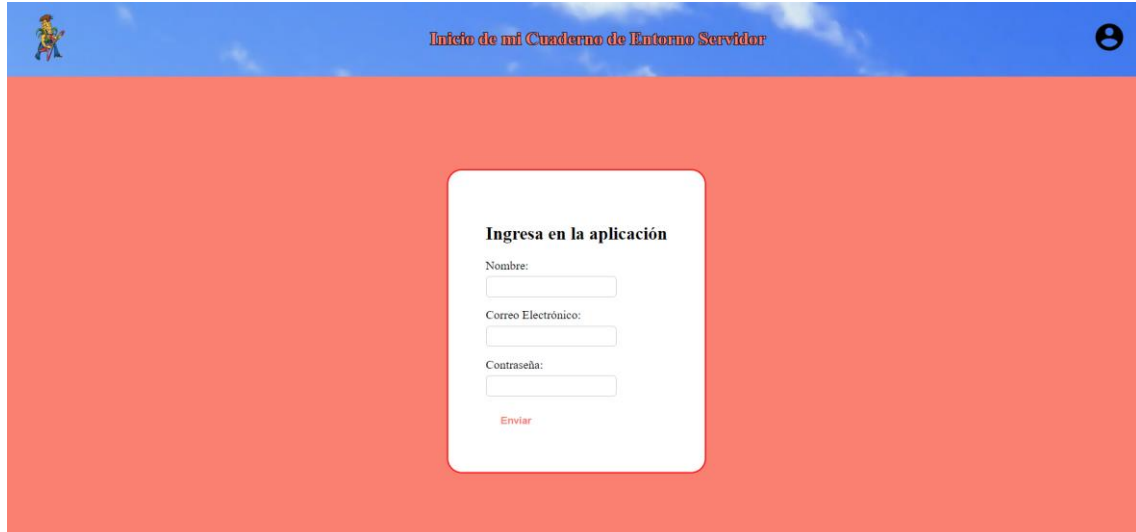 Inicio de mi Cuaderno de Entorno Servidor
Ingresa en la aplicación
Nombre:
Correo Electrónico:
Contraseña:
Enviar